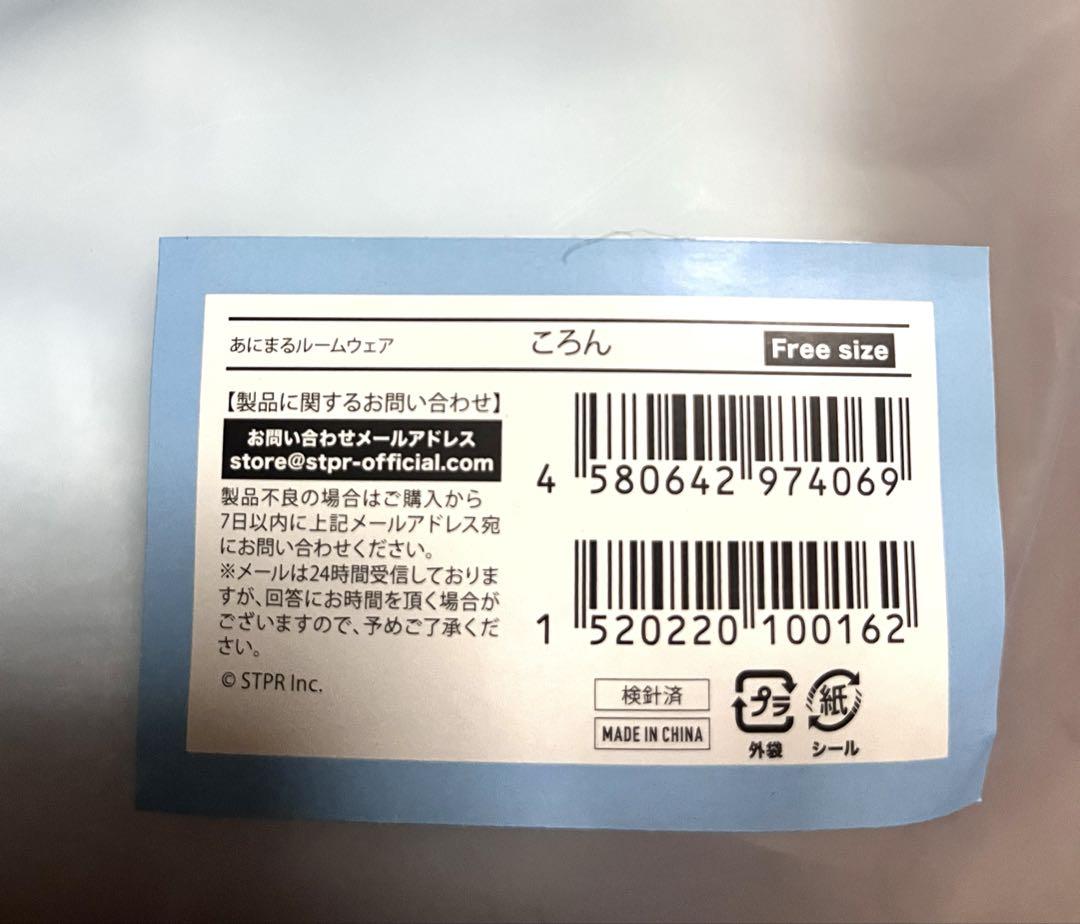 あにまるルームウェア ころん Free size
【製品に関するお問い合わせ】
お問い合わせメールアドレス
store@stpr-official.com
製品不良の場合はご購入から
7日以内に上記メールアドレス宛
にお問い合わせください。
※メールは24時間受信しておりま
すが、回答にお時間を頂く場合が
ございますので、予めご了承くだ
さい。
© STPR Inc.
4 580642 974069
1 520220 100162
検針済
MADE IN CHINA
プラ
外袋
紙
シール